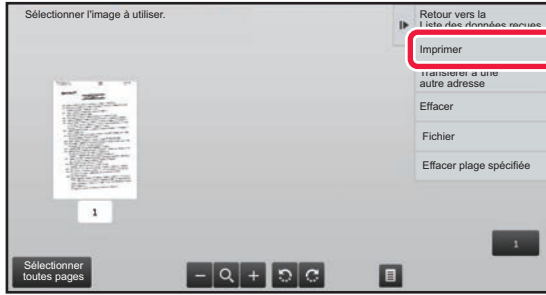 Sélectionner l'image à utiliser.
Retour vers la
Liste des données reçues
Imprimer
Transférer à une
autre adresse
Effacer
Fichier
Effacer plage spécifiée
1
1
Sélectionner
toutes pages